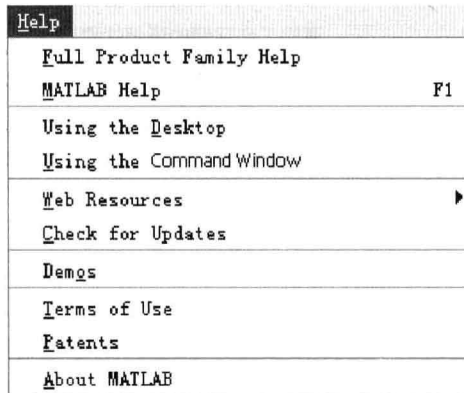 Help
Full Product Family Help
MATLAB Help F1
Using the Desktop
Using the Command Window
Web Resources
Check for Updates
Demos
Terms of Use
Patents
About MATLAB